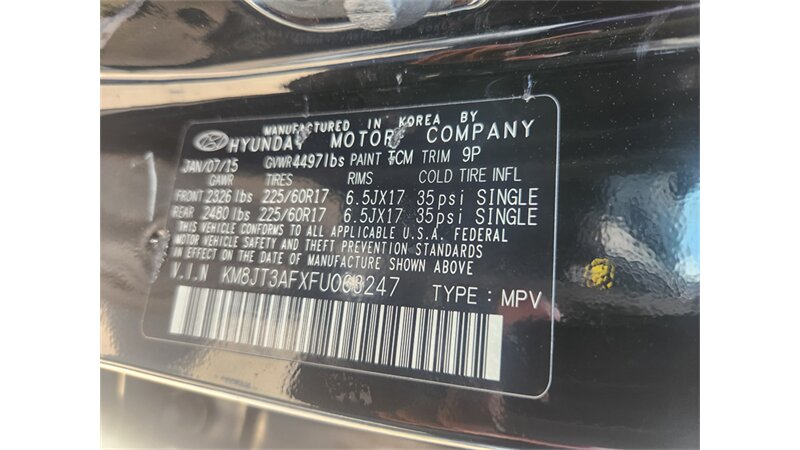 MANUFACTURED IN KOREA BY
HYUNDAI MOTOR COMPANY
JAN/07/15 GVWR 4497lbs PAINT TCM TRIM 9P
GAWR TIRES RIMS COLD TIRE INFL
FRONT 2326 lbs 225/60R17 6.5JX17 35psi SINGLE
REAR 2480 lbs 225/60R17 6.5JX17 35psi SINGLE
THIS VEHICLE CONFORMS TO ALL APPLICABLE U.S.A. FEDERAL
MOTOR VEHICLE SAFETY AND THEFT PREVENTION STANDARDS
IN EFFECT ON THE DATE OF MANUFACTURE SHOWN ABOVE
V.I.N TYPE : MPV